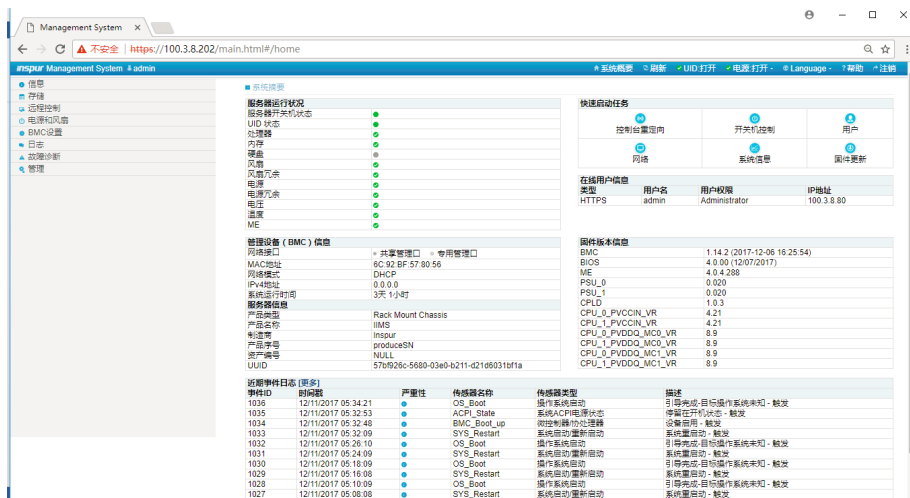 Management System ×
不安全 https://100.3.8.202/main.html#/home
inspur Management System admin 系统概要 刷新 UID:打开 电源:打开 Language 帮助 注销
信息
存储
远程控制
电源和风扇
BMC设置
日志
故障诊断
管理
系统摘要
服务器运行状况
服务器开关机状态
UID 状态
处理器
内存
硬盘
风扇
风扇冗余
电源
电源冗余
电压
温度
ME
快速启动任务
控制台重定向 开关机控制 用户
网络 系统信息 固件更新
在线用户信息
类型 用户名 用户权限 IP地址
HTTPS admin Administrator 100.3.8.80
管理设备 ( BMC ) 信息
网络接口 共享管理口 专用管理口
MAC地址 6C:92:BF:57:80:56
网络模式 DHCP
IPv4地址 0.0.0.0
系统运行时间 3天 1小时
服务器信息
产品类型 Rack Mount Chassis
产品名称 IIMS
制造商 Inspur
产品序号 produceSN
资产编号 NULL
UUID 57bf926c-5680-03e0-b211-d21d6031bf1a
固件版本信息
BMC 1.14.2 (2017-12-06 16:25:54)
BIOS 4.0.00 (12/07/2017)
ME 4.0.4.288
PSU_0 0.020
PSU_1 0.020
CPLD 1.0.3
CPU_0_PVCCIN_VR 4.21
CPU_1_PVCCIN_VR 4.21
CPU_0_PVDDQ_MC0_VR 8.9
CPU_1_PVDDQ_MC0_VR 8.9
CPU_0_PVDDQ_MC1_VR 8.9
CPU_1_PVDDQ_MC1_VR 8.9
近期事件日志 [更多]
事件ID 时间戳 严重性 传感器名称 传感器类型 描述
1036 12/11/2017 05:34:21 OS_Boot 操作系统启动 引导完成-目标操作系统未知 - 触发
1035 12/11/2017 05:32:53 ACPI_State 系统ACPI电源状态 停留在开机状态 - 触发
1034 12/11/2017 05:32:48 BMC_Boot_up 微控制器/协处理器 设备启用 - 触发
1033 12/11/2017 05:32:09 SYS_Restart 系统启动/重新启动 系统重启动 - 触发
1032 12/11/2017 05:26:10 OS_Boot 操作系统启动 引导完成-目标操作系统未知 - 触发
1031 12/11/2017 05:24:09 SYS_Restart 系统启动/重新启动 系统重启动 - 触发
1030 12/11/2017 05:18:09 OS_Boot 操作系统启动 引导完成-目标操作系统未知 - 触发
1029 12/11/2017 05:16:08 SYS_Restart 系统启动/重新启动 系统重启动 - 触发
1028 12/11/2017 05:10:09 OS_Boot 操作系统启动 引导完成-目标操作系统未知 - 触发
1027 12/11/2017 05:08:08 SYS_Restart 系统启动/重新启动 系统重启动 - 触发